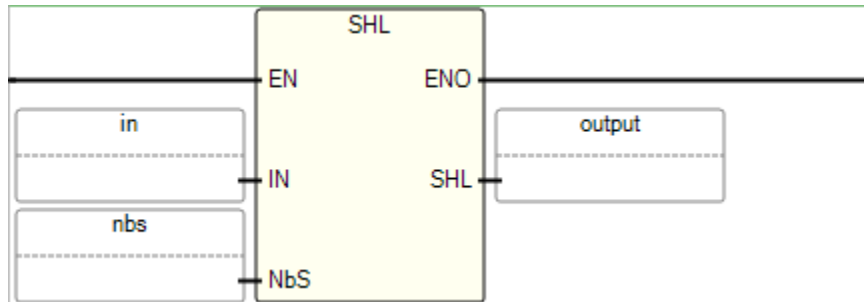 SHL
EN ENO
in output
IN SHL
nbs
NbS